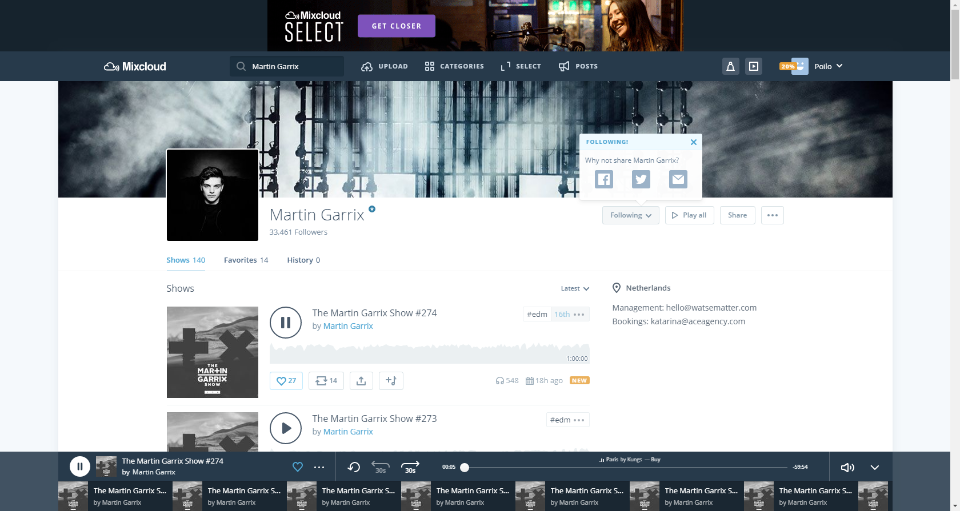 Mixcloud
SELECT
GET CLOSER
Mixcloud
Martin Garrix
UPLOAD
CATEGORIES
SELECT
POSTS
20%
Poilo
FOLLOWING!
Why not share Martin Garrix?
Martin Garrix
33,461 Followers
Following
Play all
Share
Shows 140
Favorites 14
History 0
Shows
Latest
Netherlands
Management: hello@watsematter.com
Bookings: katarina@aceagency.com
The Martin Garrix Show #274
by Martin Garrix
#edm
16th
THE
MARTIN
GARRIX
SHOW
1:00:00
27
14
548
18h ago
NEW
The Martin Garrix Show #273
by Martin Garrix
#edm
The Martin Garrix Show #274
by Martin Garrix
30s
30s
00:05
Paris by Kungs — Boy
-59:54
The Martin Garrix S...
by Martin Garrix
The Martin Garrix S...
by Martin Garrix
The Martin Garrix S...
by Martin Garrix
The Martin Garrix S...
by Martin Garrix
The Martin Garrix S...
by Martin Garrix
The Martin Garrix S...
by Martin Garrix
The Martin Garrix S...
by Martin Garrix